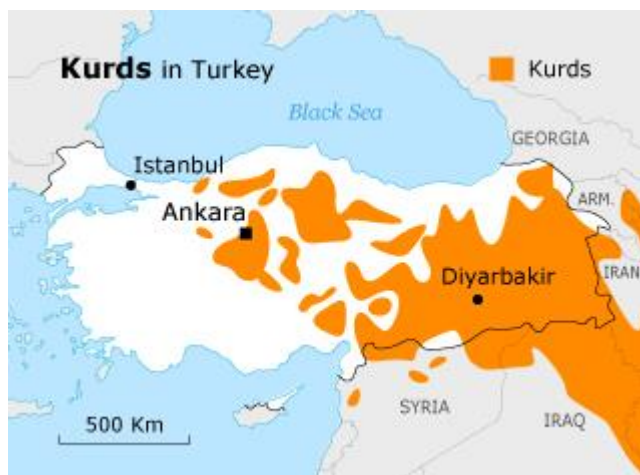 Kurds in Turkey
Kurds
Black Sea
GEORGIA
Istanbul
ARM.
Ankara
IRAN
Diyarbakir
500 Km
SYRIA
IRAQ